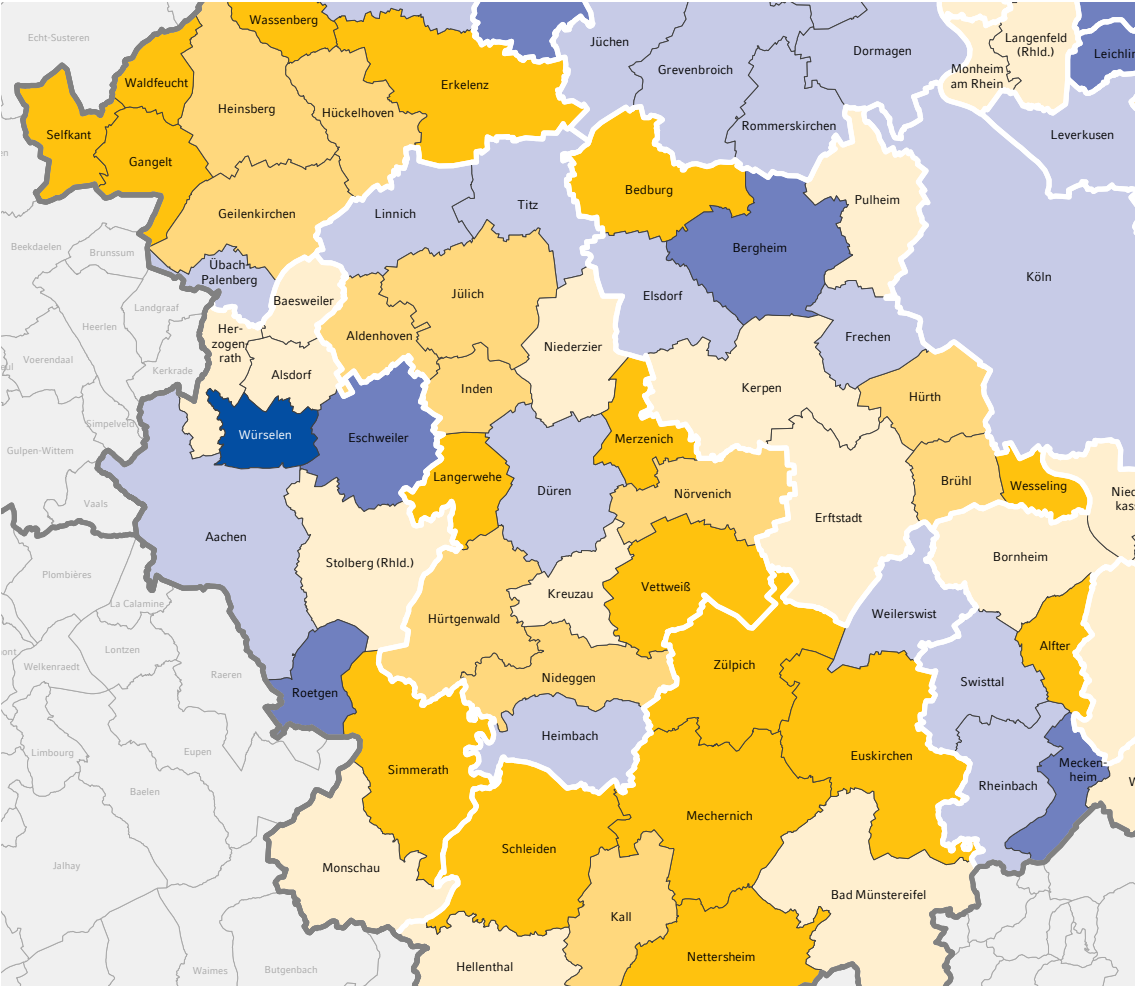 Wassenberg
Echt-Susteren
Jüchen
Langenfeld
(Rhld.)
Dormagen
Grevenbroich
Monheim
am Rhein
Waldfeucht
Erkelenz
Heinsberg
Hückelhoven
Rommerskirchen
Leverkusen
Selfkant
Gangelt
Bedburg
Pulheim
Geilenkirchen
Linnich
Titz
Beekdaelen
Brunssum
Bergheim
Übach-
Palenberg
Köln
Baesweiler
Jülich
Elsdorf
Landgraaf
Heerlen
Her-
zogen
rath
Aldenhoven
Niederzier
Frechen
Voerendaal
Kerkrade
Alsdorf
Inden
Kerpen
Hürth
Simpelveld
Würselen
Eschweiler
Merzenich
Gulpen-Wittem
Langerwehe
Düren
Nörvenich
Brühl
Wesseling
Vaals
Erftstadt
Aachen
Stolberg (Rhld.)
Bornheim
Plombières
Kreuzau
Vettweiß
La Calamine
Hürtgenwald
Weilerswist
Lontzen
Alfter
Welkenraedt
Raeren
Zülpich
Nideggen
Swisttal
Roetgen
Heimbach
Limbourg
Eupen
Simmerath
Euskirchen
Mecken-
heim
Rheinbach
Baelen
Mechernich
Schleiden
Jalhay
Monschau
Bad Münstereifel
Kall
Nettersheim
Hellenthal
Waimes
Butgenbach